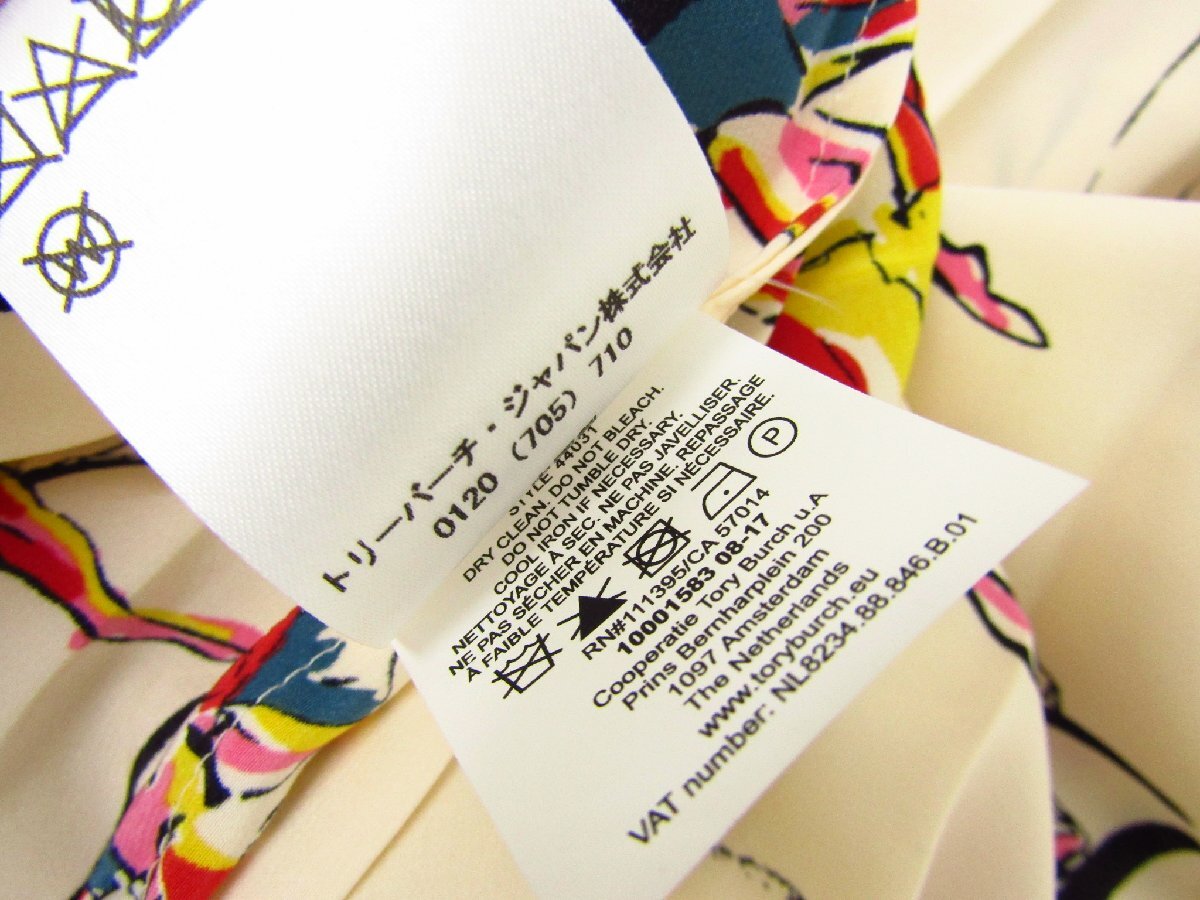 トリーバーチ・ジャパン株式会社
0120 (705) 710
STYLE 44031
DRY CLEAN. DO NOT BLEACH.
DO NOT TUMBLE DRY.
COOL IRON IF NECESSARY.
NETTOYAGE À SEC. NE PAS JAVELLISER.
NE PAS SÉCHER EN MACHINE. REPASSAGE
À FAIBLE TEMPÉRATURE SI NÉCESSAIRE.
P
RN#111395/CA 57014
10001583 08-17
Cooperatie Tory Burch u.A
Prins Bernharplein 200
1097 Amsterdam
The Netherlands
www.toryburch.eu
VAT number: NL8234.88.846.B.01